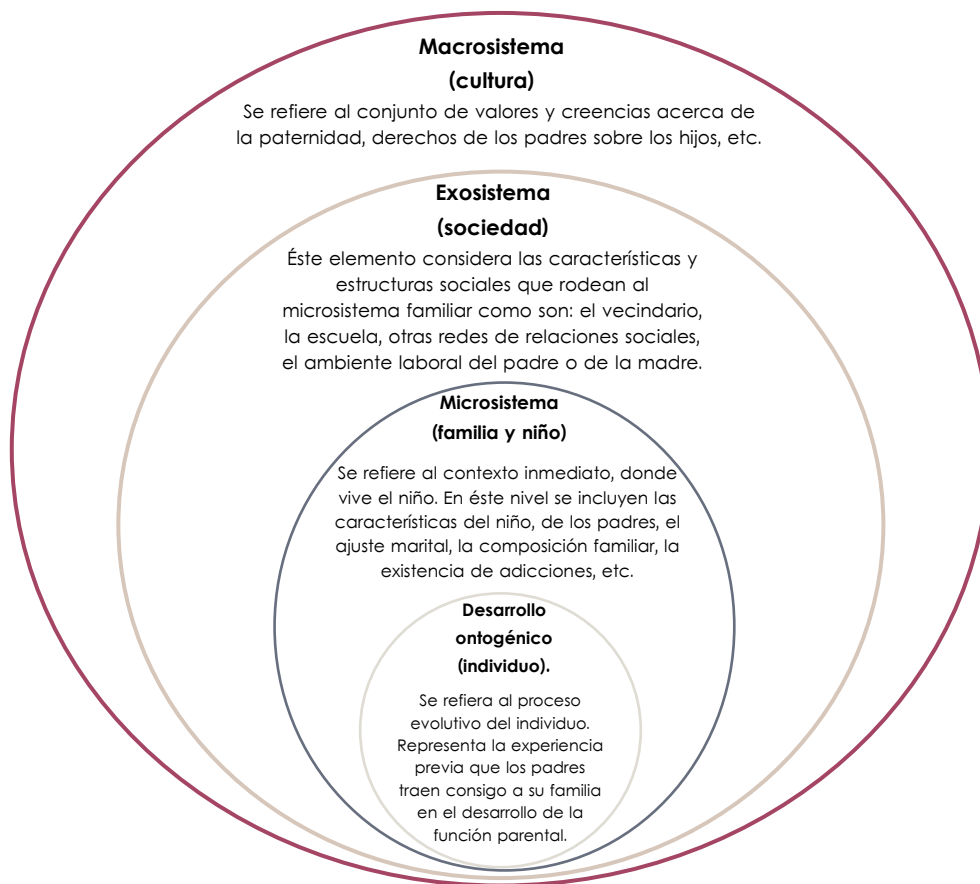 Macrosistema
(cultura)
Se refiere al conjunto de valores y creencias acerca de
la paternidad, derechos de los padres sobre los hijos, etc.
Exosistema
(sociedad)
Éste elemento considera las características y
estructuras sociales que rodean al
microsistema familiar como son: el vecindario,
la escuela, otras redes de relaciones sociales,
el ambiente laboral del padre o de la madre.
Microsistema
(familia y niño)
Se refiere al contexto inmediato, donde
vive el niño. En éste nivel se incluyen las
características del niño, de los padres, el
ajuste marital, la composición familiar, la
existencia de adicciones, etc.
Desarrollo
ontogénico
(individuo).
Se refiera al proceso
evolutivo del individuo.
Representa la experiencia
previa que los padres
traen consigo a su familia
en el desarrollo de la
función parental.